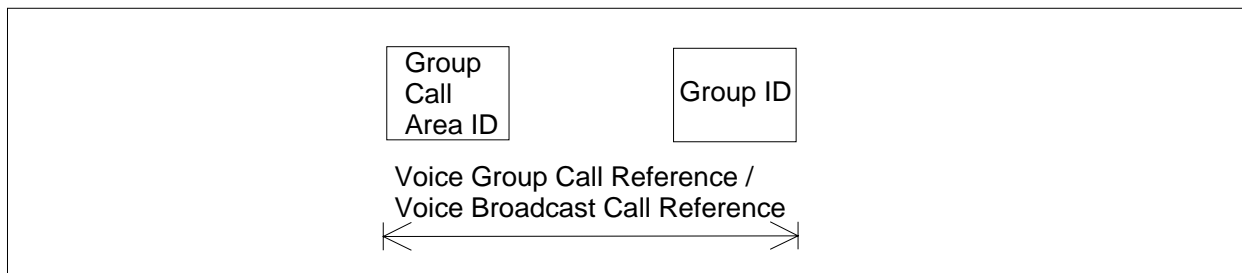 Group
Call
Area ID
Group ID
Voice Group Call Reference /
Voice Broadcast Call Reference